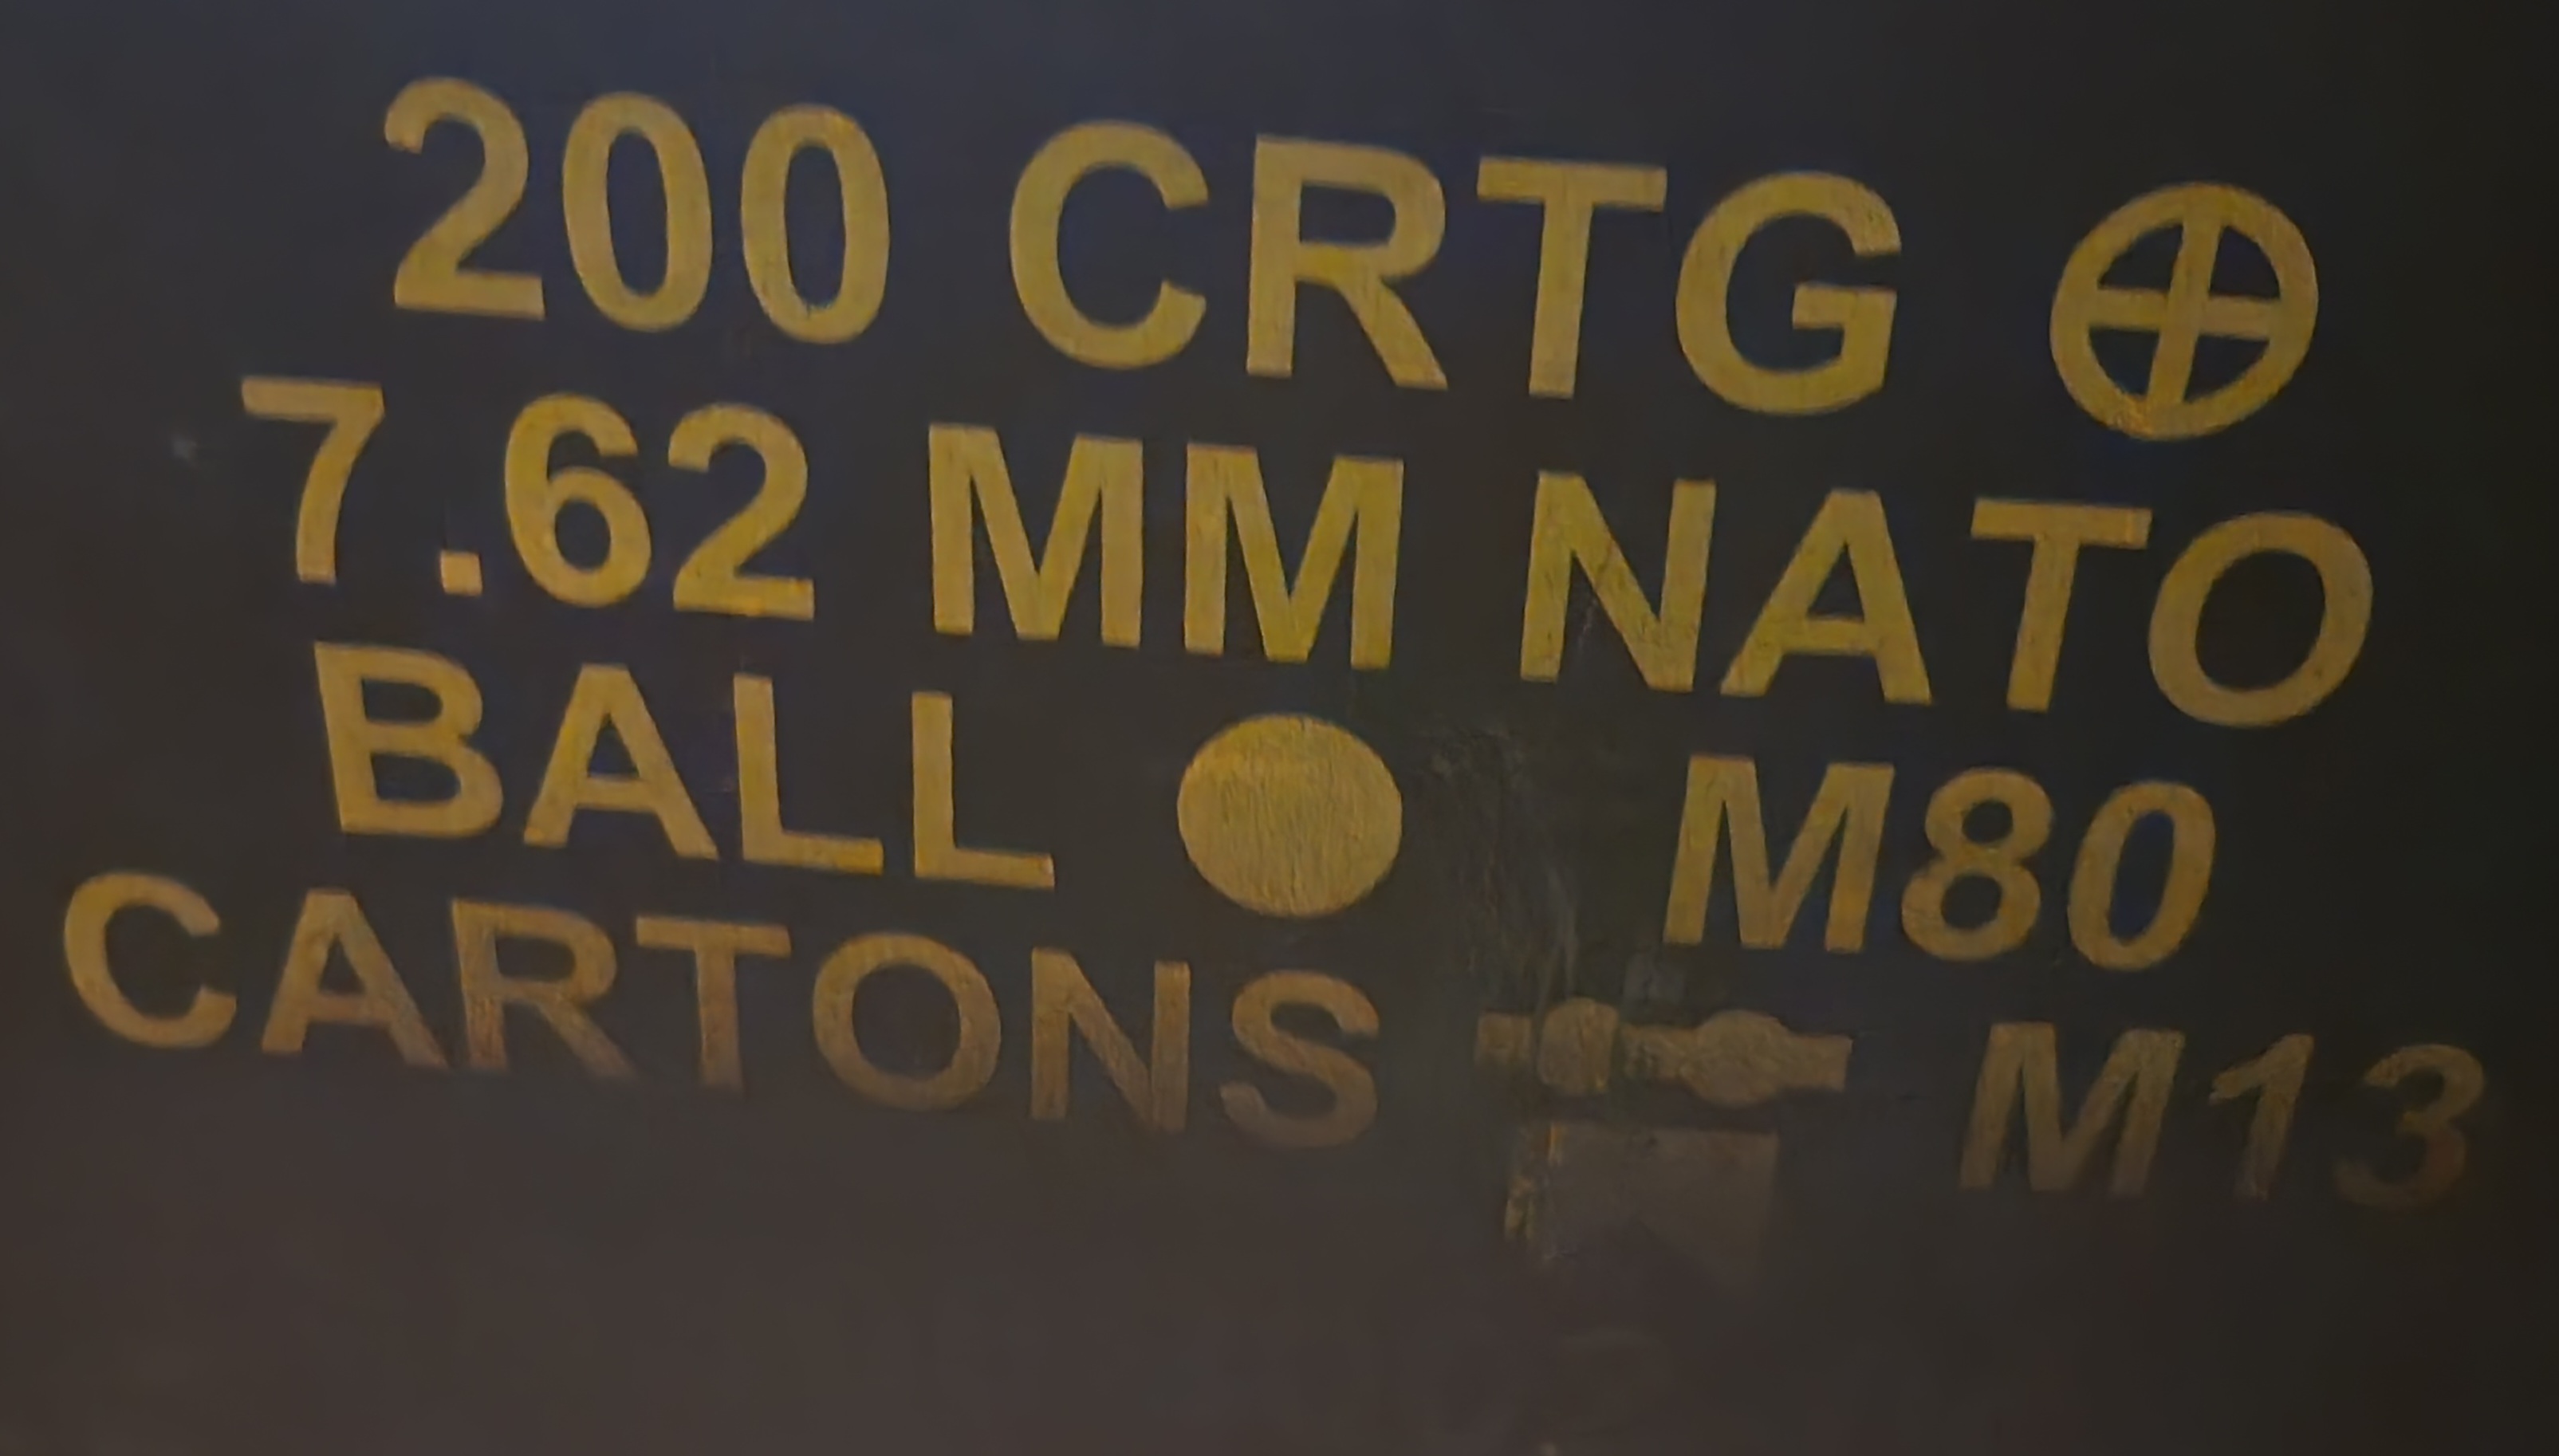 200 CRTG ⊕
7.62 MM NATO
BALL ● M80
CARTONS M13